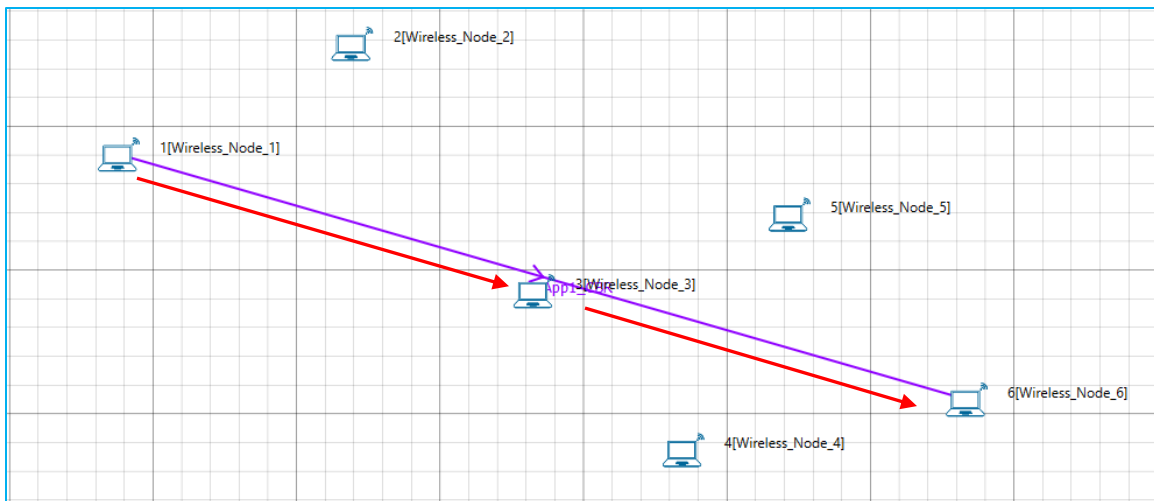 2[Wireless_Node_2]
1[Wireless_Node_1]
5[Wireless_Node_5]
3[Wireless_Node_3]
6[Wireless_Node_6]
4[Wireless_Node_4]